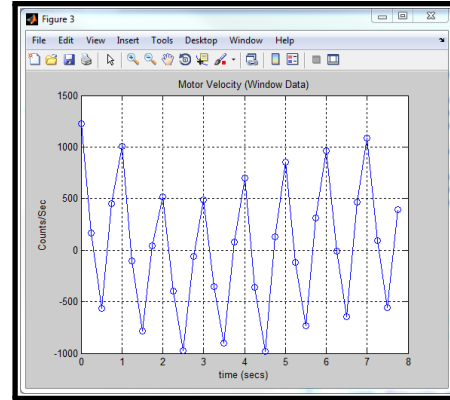 Figure 3
File Edit View Insert Tools Desktop Window Help
Motor Velocity (Window Data)
1500
1000
500
0
-500
-1000
Counts/Sec
0 1 2 3 4 5 6 7 8
time (secs)